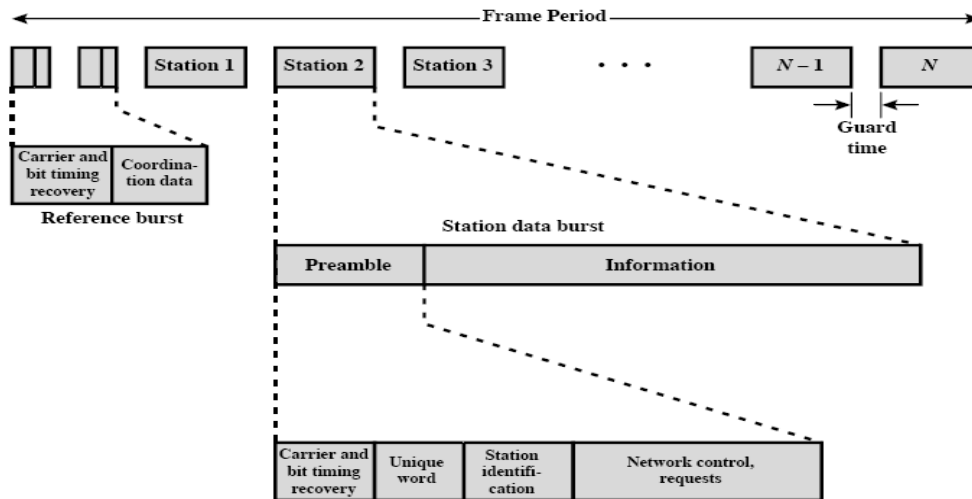 Frame Period
Station 1
Station 2
Station 3
. . .
N – 1
N
Guard
time
Carrier and
bit timing
recovery
Coordina-
tion data
Reference burst
Station data burst
Preamble
Information
Carrier and
bit timing
recovery
Unique
word
Station
identifi-
cation
Network control,
requests